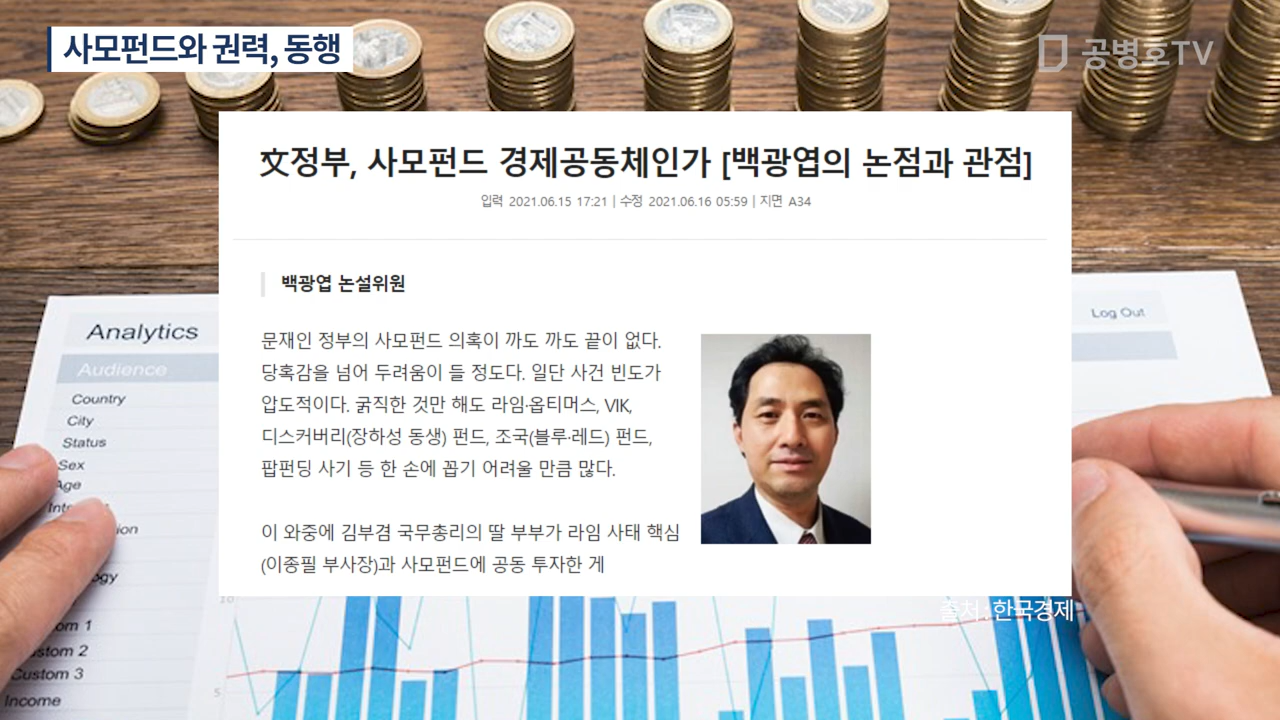 사모펀드와 권력, 동행
공병호TV
文정부, 사모펀드 경제공동체인가 [백광엽의 논점과 관점]
입력 2021.06.15 17:21 | 수정 2021.06.16 05:59 | 지면 A34
백광엽 논설위원
문재인 정부의 사모펀드 의혹이 까도 까도 끝이 없다.
당혹감을 넘어 두려움이 들 정도다. 일단 사건 빈도가
압도적이다. 굵직한 것만 해도 라임·옵티머스, VIK,
디스커버리(장하성 동생) 펀드, 조국(블루·레드) 펀드,
팝펀딩 사기 등 한 손에 꼽기 어려울 만큼 많다.
이 와중에 김부겸 국무총리의 딸 부부가 라임 사태 핵심
(이종필 부사장)과 사모펀드에 공동 투자한 게
출처 : 한국경제
Analytics
Audience
Country
City
Status
Sex
Age
Custom 2
Custom 3
Income
Log Out
5